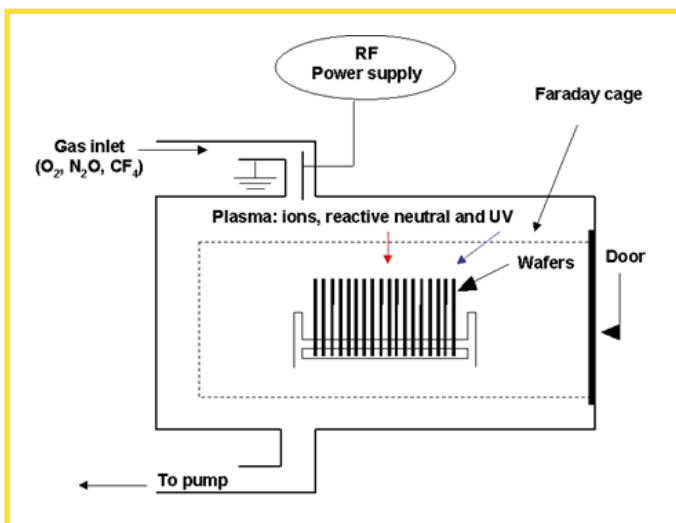 RF
Power supply
Faraday cage
Gas inlet
(O₂, N₂O, CF₄)
Plasma: ions, reactive neutral and UV
Wafers
Door
To pump